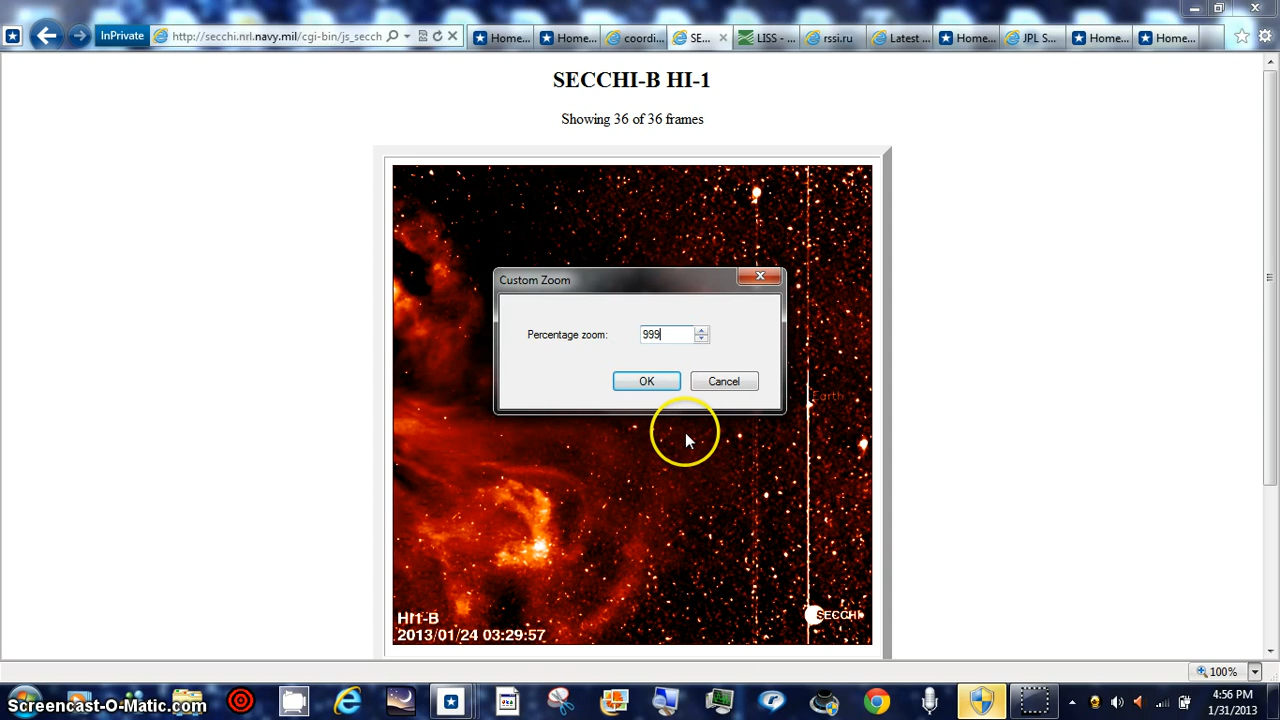 InPrivate
http://secchi.nrl.navy.mil/cgi-bin/js_secch
Home...
Home...
coordi...
SE...
LISS - ...
rssi.ru
Latest ...
Home...
JPL S...
Home...
Home...
SECCHI-B HI-1
Showing 36 of 36 frames
Custom Zoom
Percentage zoom:
999
OK
Cancel
Earth
HI1-B
SECCHI
2013/01/24 03:29:57
100%
Screencast-O-Matic.com
4:56 PM
1/31/2013